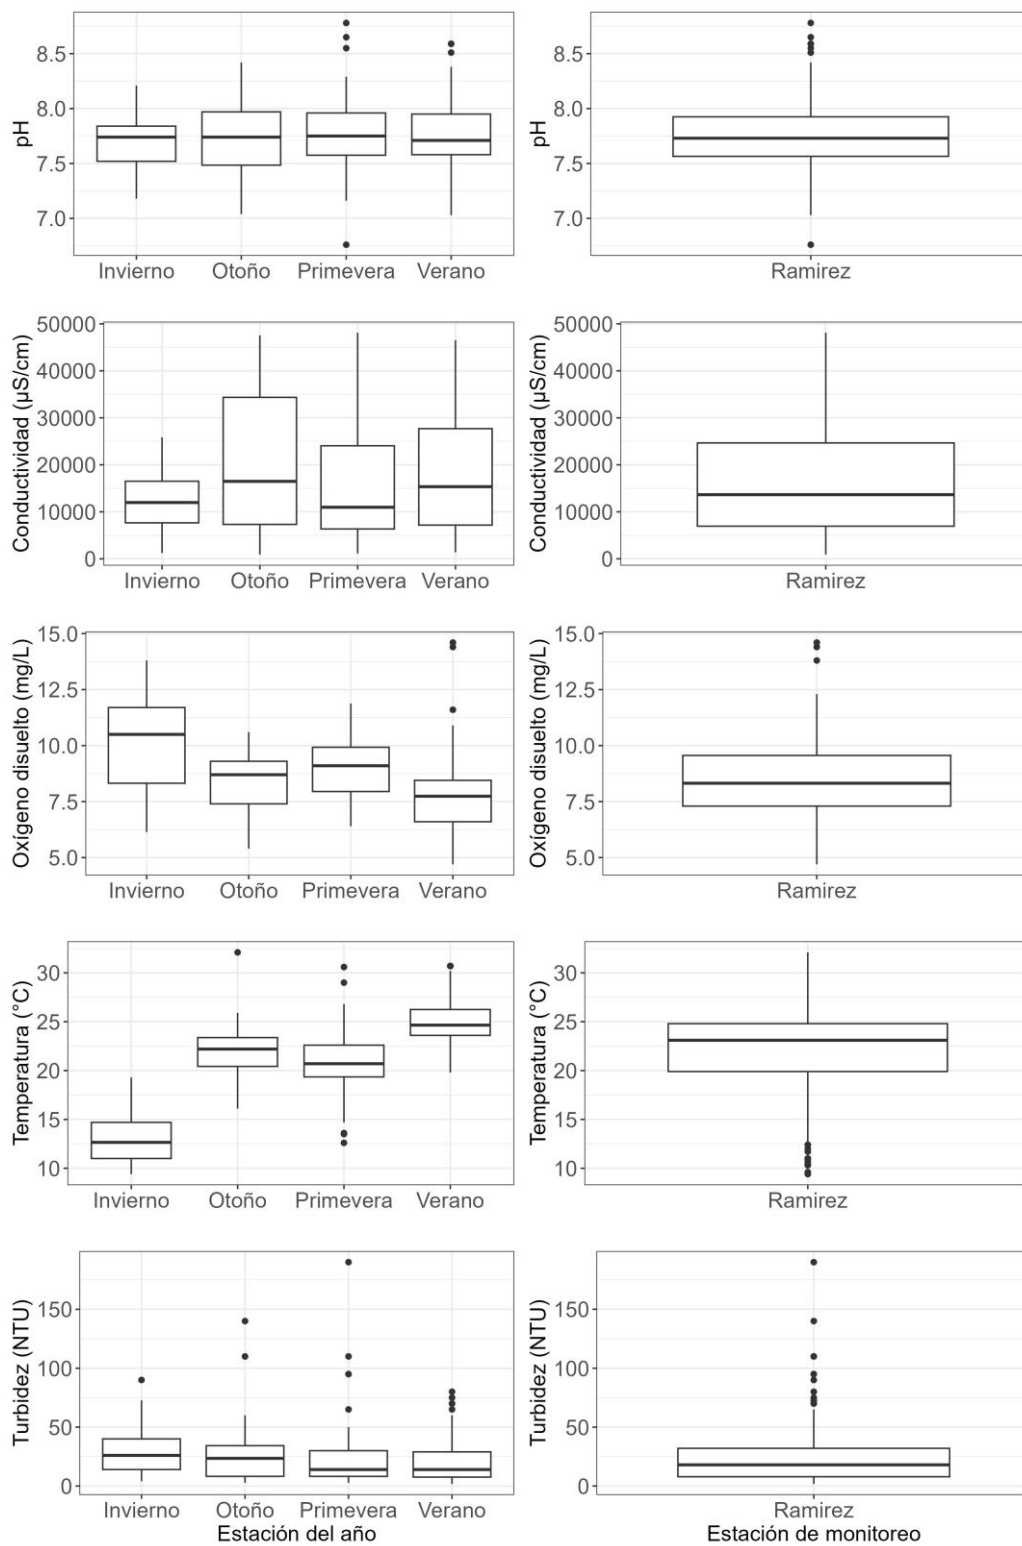 pH
8.5
8.0
7.5
7.0
Invierno Otoño Primevera Verano
pH
8.5
8.0
7.5
7.0
Ramirez
Conductividad (µS/cm)
50000
40000
30000
20000
10000
0
Invierno Otoño Primevera Verano
Conductividad (µS/cm)
50000
40000
30000
20000
10000
0
Ramirez
Oxígeno disuelto (mg/L)
15.0
12.5
10.0
7.5
5.0
Invierno Otoño Primevera Verano
Oxígeno disuelto (mg/L)
15.0
12.5
10.0
7.5
5.0
Ramirez
Temperatura (°C)
30
25
20
15
10
Invierno Otoño Primevera Verano
Temperatura (°C)
30
25
20
15
10
Ramirez
Turbidez (NTU)
150
100
50
0
Invierno Otoño Primevera Verano
Estación del año
Turbidez (NTU)
150
100
50
0
Ramirez
Estación de monitoreo